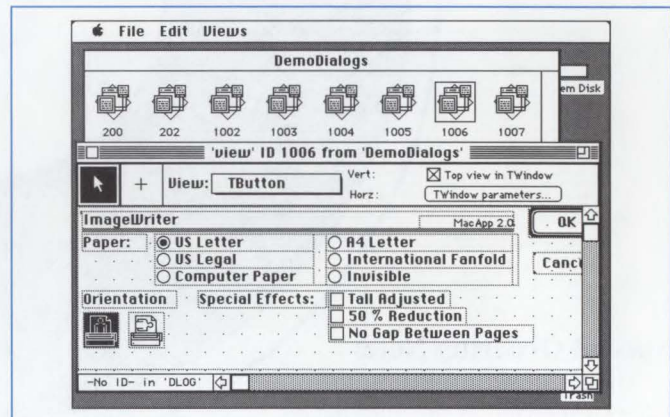 File Edit Views
DemoDialogs
em Disk
200 202 1002 1003 1004 1005 1006 1007
'view' ID 1006 from 'DemoDialogs'
View: TButton
Vert:
Horz:
Top view in TWindow
TWindow parameters...
ImageWriter
MacApp 2.0
OK
Paper:
US Letter
A4 Letter
US Legal
International Fanfold
Computer Paper
Invisible
Orientation
Special Effects:
Tall Adjusted
50 % Reduction
No Gap Between Pages
-No ID- in 'DLOG'
Trash